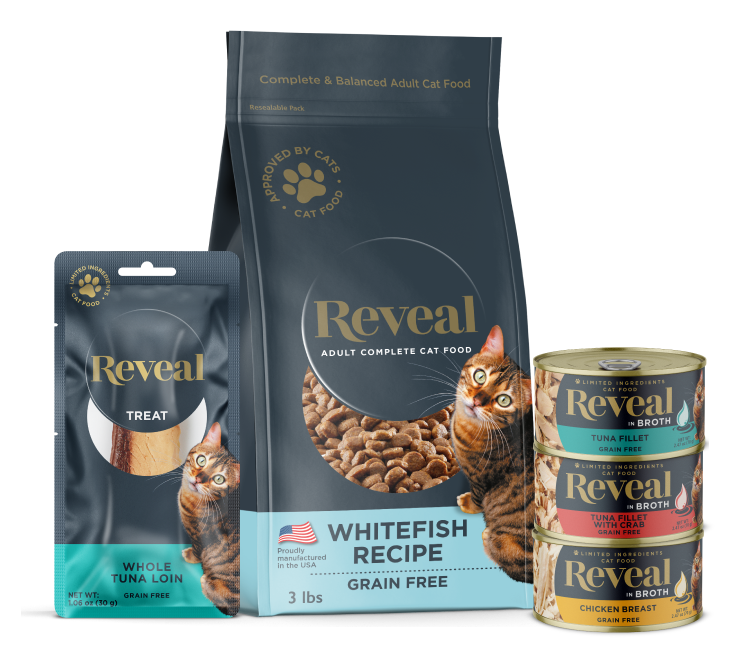 Complete & Balanced Adult Cat Food
Resealable Pack
APPROVED BY CATS
CAT FOOD
Reveal
ADULT COMPLETE CAT FOOD
Proudly
manufactured
in the USA
WHITEFISH
RECIPE
GRAIN FREE
3 lbs
LIMITED INGREDIENTS
CAT FOOD
Reveal
TREAT
WHOLE
TUNA LOIN
NET WT:
1.06 oz (30 g)
GRAIN FREE
LIMITED INGREDIENTS
CAT FOOD
Reveal
IN BROTH
TUNA FILLET
GRAIN FREE
LIMITED INGREDIENTS
CAT FOOD
Reveal
IN BROTH
TUNA FILLET
WITH CRAB
GRAIN FREE
LIMITED INGREDIENTS
CAT FOOD
Reveal
IN BROTH
CHICKEN BREAST
GRAIN FREE